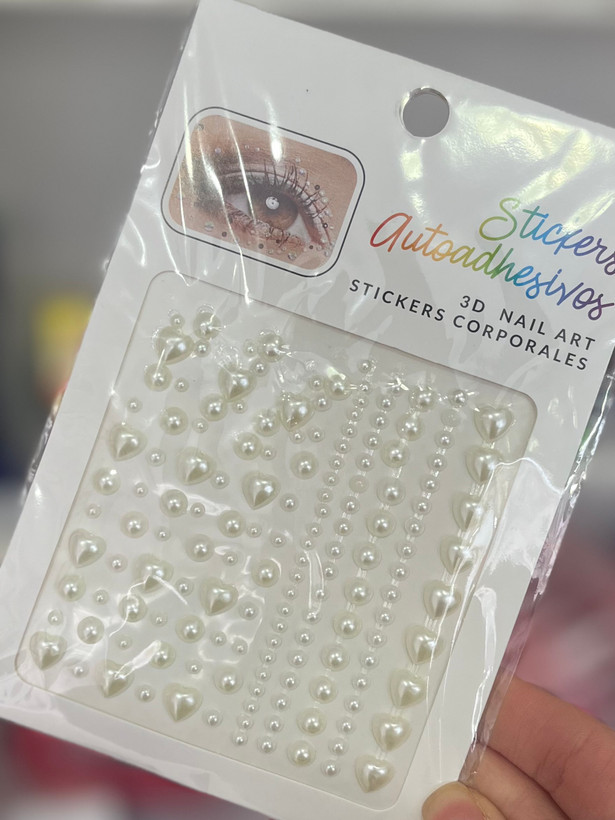 Stickers
Autoadhesivos
3D NAIL ART
STICKERS CORPORALES